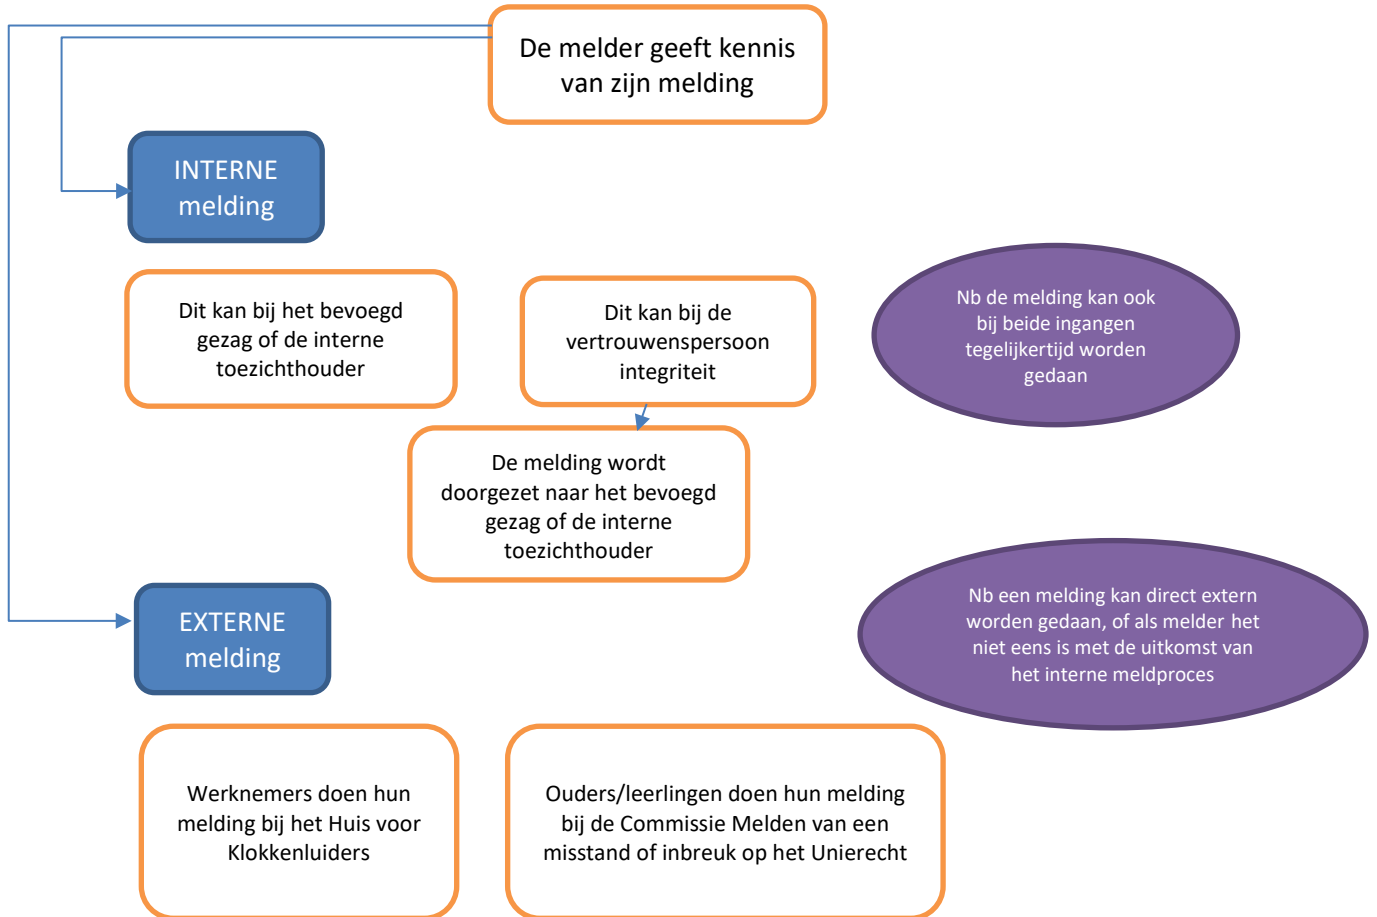 De melder geeft kennis
van zijn melding
INTERNE
melding
Dit kan bij het bevoegd
gezag of de interne
toezichthouder
Dit kan bij de
vertrouwenspersoon
integriteit
Nb de melding kan ook
bij beide ingangen
tegelijkertijd worden
gedaan
De melding wordt
doorgezet naar het bevoegd
gezag of de interne
toezichthouder
EXTERNE
melding
Nb een melding kan direct extern
worden gedaan, of als melder het
niet eens is met de uitkomst van
het interne meldproces
Werknemers doen hun
melding bij het Huis voor
Klokkenluiders
Ouders/leerlingen doen hun melding
bij de Commissie Melden van een
misstand of inbreuk op het Unierecht